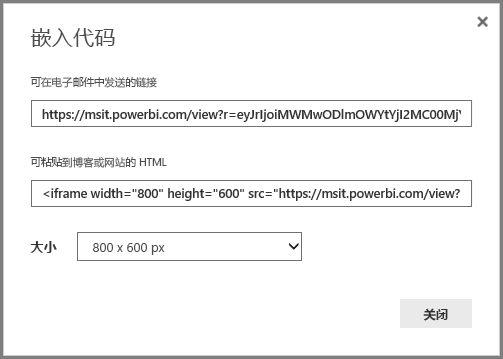 嵌入代码
可在电子邮件中发送的链接
https://msit.powerbi.com/view?r=eyJrIjoiMWMwODlmOWYtYjI2MC00Mj
可粘贴到博客或网站的 HTML
<iframe width="800" height="600" src="https://msit.powerbi.com/view?
大小
800 x 600 px
关闭